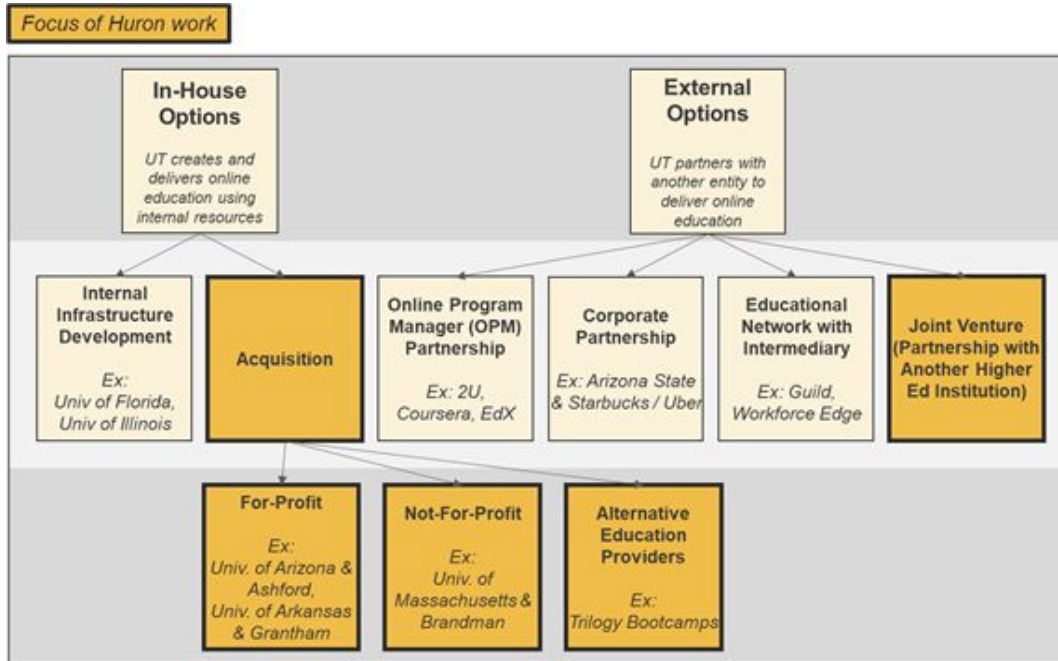 Focus of Huron work
In-House
Options
UT creates and
delivers online
education using
internal resources
External
Options
UT partners with
another entity to
deliver online
education
Internal
Infrastructure
Development
Ex:
Univ of Florida,
Univ of Illinois
Acquisition
Online Program
Manager (OPM)
Partnership
Ex: 2U,
Coursera, EdX
Corporate
Partnership
Ex: Arizona State
& Starbucks / Uber
Educational
Network with
Intermediary
Ex: Guild,
Workforce Edge
Joint Venture
(Partnership with
Another Higher
Ed Institution)
For-Profit
Ex:
Univ. of Arizona &
Ashford,
Univ. of Arkansas
& Grantham
Not-For-Profit
Ex:
Univ. of
Massachusetts &
Brandman
Alternative
Education
Providers
Ex:
Trilogy Bootcamps